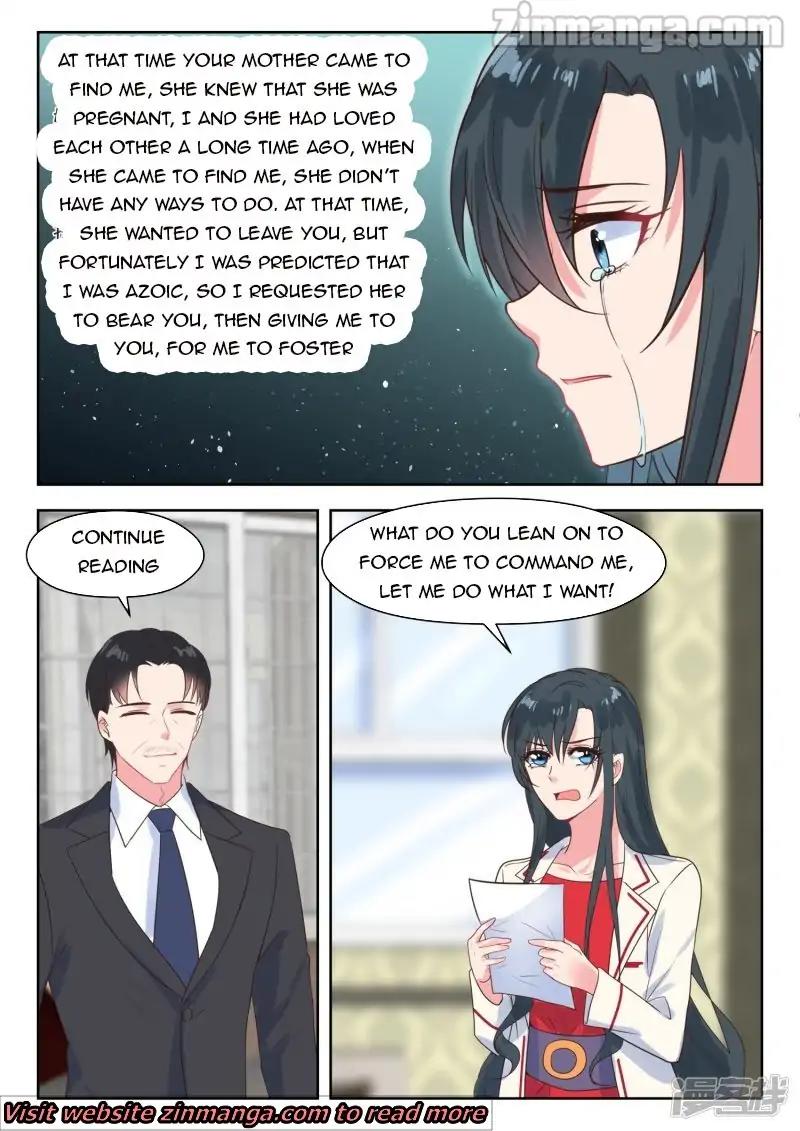 Zinmanga.com
AT THAT TIME YOUR MOTHER CAME TO
FIND ME, SHE KNEW THAT SHE WAS
PREGNANT, I AND SHE HAD LOVED
EACH OTHER A LONG TIME AGO, WHEN
SHE CAME TO FIND ME, SHE DIDN'T
HAVE ANY WAYS TO DO. AT THAT TIME,
SHE WANTED TO LEAVE YOU, BUT
FORTUNATELY I WAS PREDICTED THAT
I WAS AZOIC, SO I REQUESTED HER
TO BEAR YOU, THEN GIVING ME TO
YOU, FOR ME TO FOSTER
CONTINUE
READING
WHAT DO YOU LEAN ON TO
FORCE ME TO COMMAND ME,
LET ME DO WHAT I WANT!
漫客栈
Visit website zinmanga.com to read more